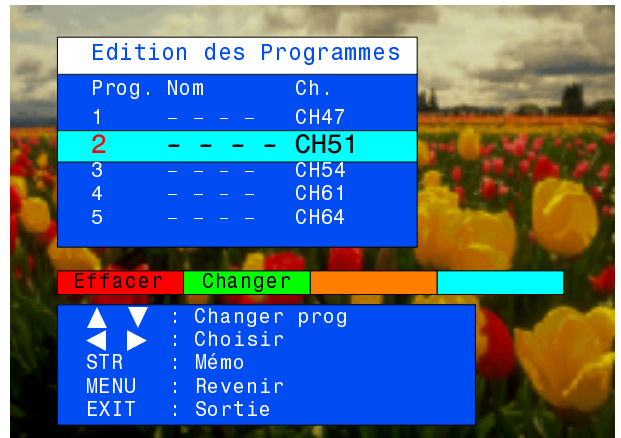 Edition des Programmes
Prog. Nom Ch.
1 - - - - CH47
2 - - - - CH51
3 - - - - CH54
4 - - - - CH61
5 - - - - CH64
Effacer Changer
▲ ▼ : Changer prog
◀ ▶ : Choisir
STR : Mémo
MENU : Revenir
EXIT : Sortie